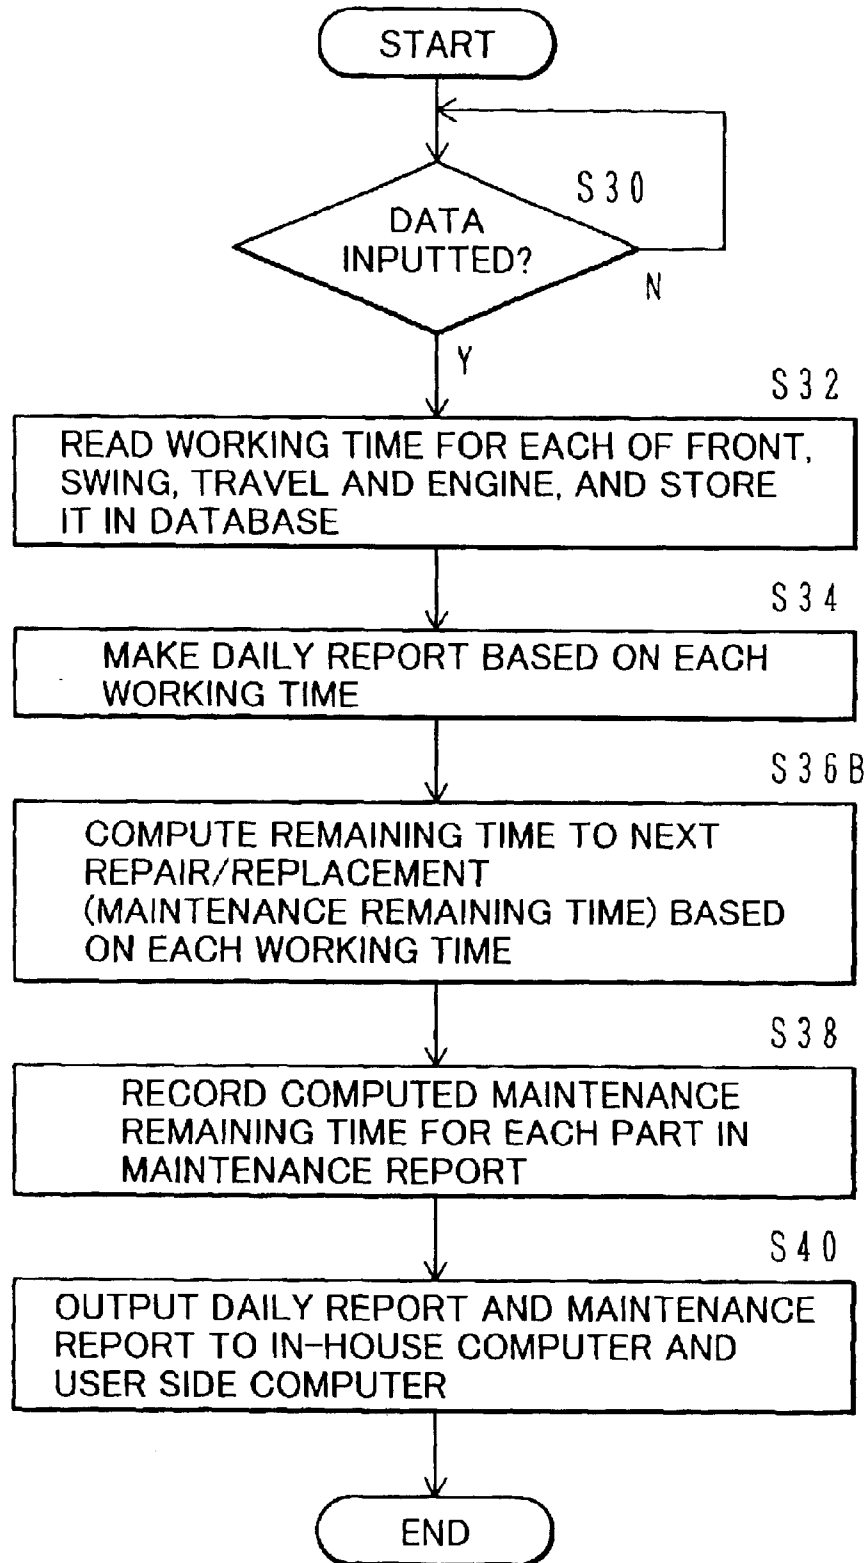 START
S30
DATA
INPUTTED?
N
Y
S32
READ WORKING TIME FOR EACH OF FRONT,
SWING, TRAVEL AND ENGINE, AND STORE
IT IN DATABASE
S34
MAKE DAILY REPORT BASED ON EACH
WORKING TIME
S36B
COMPUTE REMAINING TIME TO NEXT
REPAIR/REPLACEMENT
(MAINTENANCE REMAINING TIME) BASED
ON EACH WORKING TIME
S38
RECORD COMPUTED MAINTENANCE
REMAINING TIME FOR EACH PART IN
MAINTENANCE REPORT
S40
OUTPUT DAILY REPORT AND MAINTENANCE
REPORT TO IN-HOUSE COMPUTER AND
USER SIDE COMPUTER
END